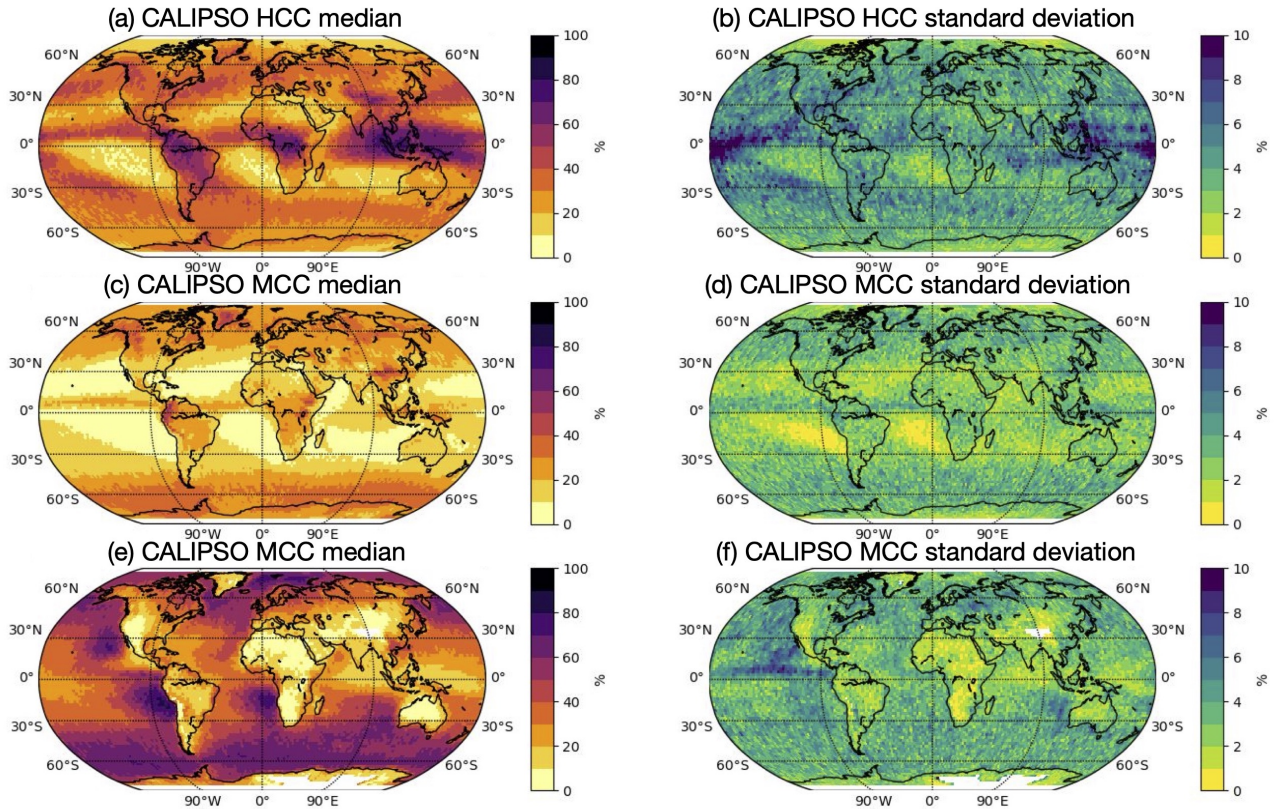 (a) CALIPSO HCC median
(b) CALIPSO HCC standard deviation
60°N
30°N
0°
30°S
60°S
90°W 0° 90°E
60°N
30°N
0°
30°S
60°S
100
80
60
40
20
0
%
60°N
30°N
0°
30°S
60°S
90°W 0° 90°E
60°N
30°N
0°
30°S
60°S
10
8
6
4
2
0
%
(c) CALIPSO MCC median
(d) CALIPSO MCC standard deviation
60°N
30°N
0°
30°S
60°S
90°W 0° 90°E
60°N
30°N
0°
30°S
60°S
100
80
60
40
20
0
%
60°N
30°N
0°
30°S
60°S
90°W 0° 90°E
60°N
30°N
0°
30°S
60°S
10
8
6
4
2
0
%
(e) CALIPSO MCC median
(f) CALIPSO MCC standard deviation
60°N
30°N
0°
30°S
60°S
90°W 0° 90°E
60°N
30°N
0°
30°S
60°S
100
80
60
40
20
0
%
60°N
30°N
0°
30°S
60°S
90°W 0° 90°E
60°N
30°N
0°
30°S
60°S
10
8
6
4
2
0
%